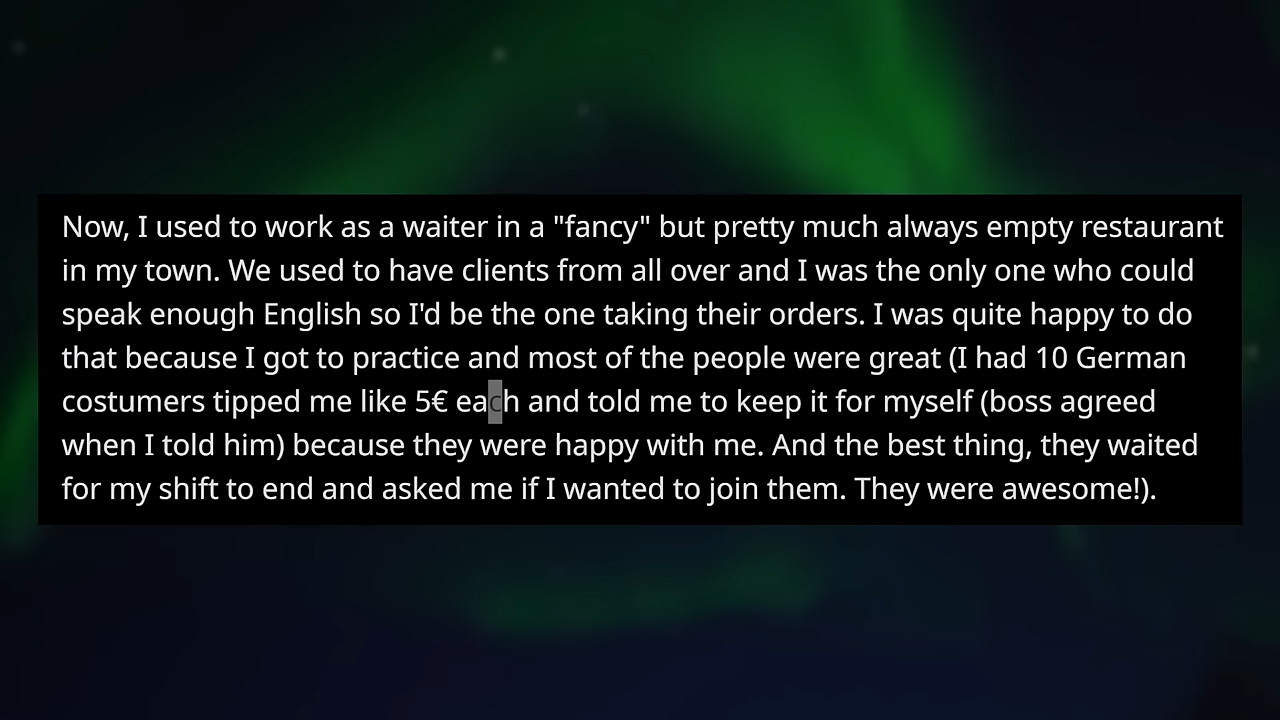 Now, I used to work as a waiter in a "fancy" but pretty much always empty restaurant
in my town. We used to have clients from all over and I was the only one who could
speak enough English so I'd be the one taking their orders. I was quite happy to do
that because I got to practice and most of the people were great (I had 10 German
costumers tipped me like 5€ each and told me to keep it for myself (boss agreed
when I told him) because they were happy with me. And the best thing, they waited
for my shift to end and asked me if I wanted to join them. They were awesome!).